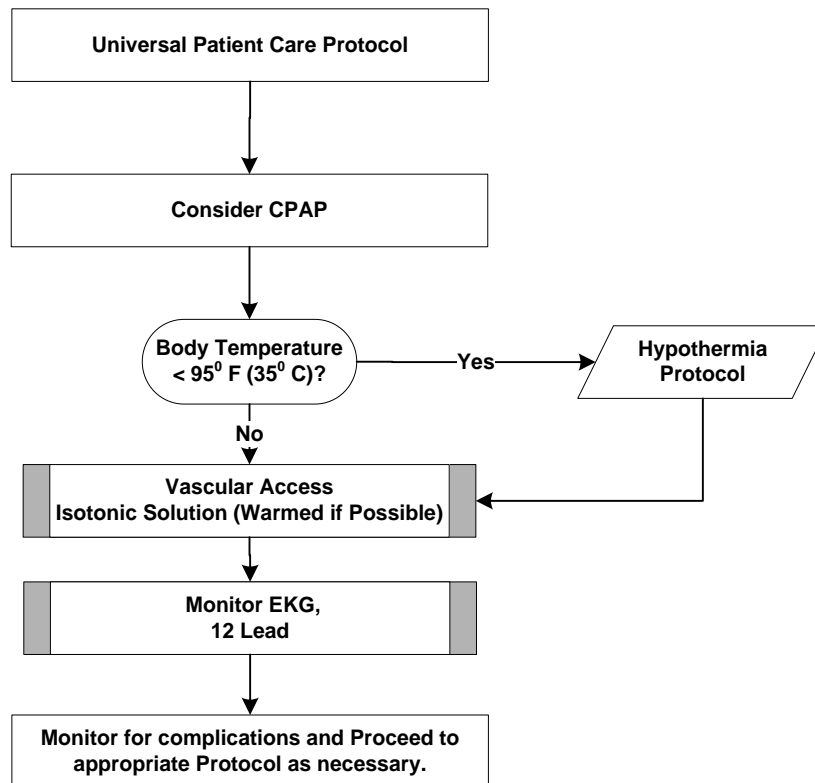 Universal Patient Care Protocol
Consider CPAP
Body Temperature
< 95⁰ F (35⁰ C)?
Yes
Hypothermia
Protocol
No
Vascular Access
Isotonic Solution (Warmed if Possible)
Monitor EKG,
12 Lead
Monitor for complications and Proceed to
appropriate Protocol as necessary.